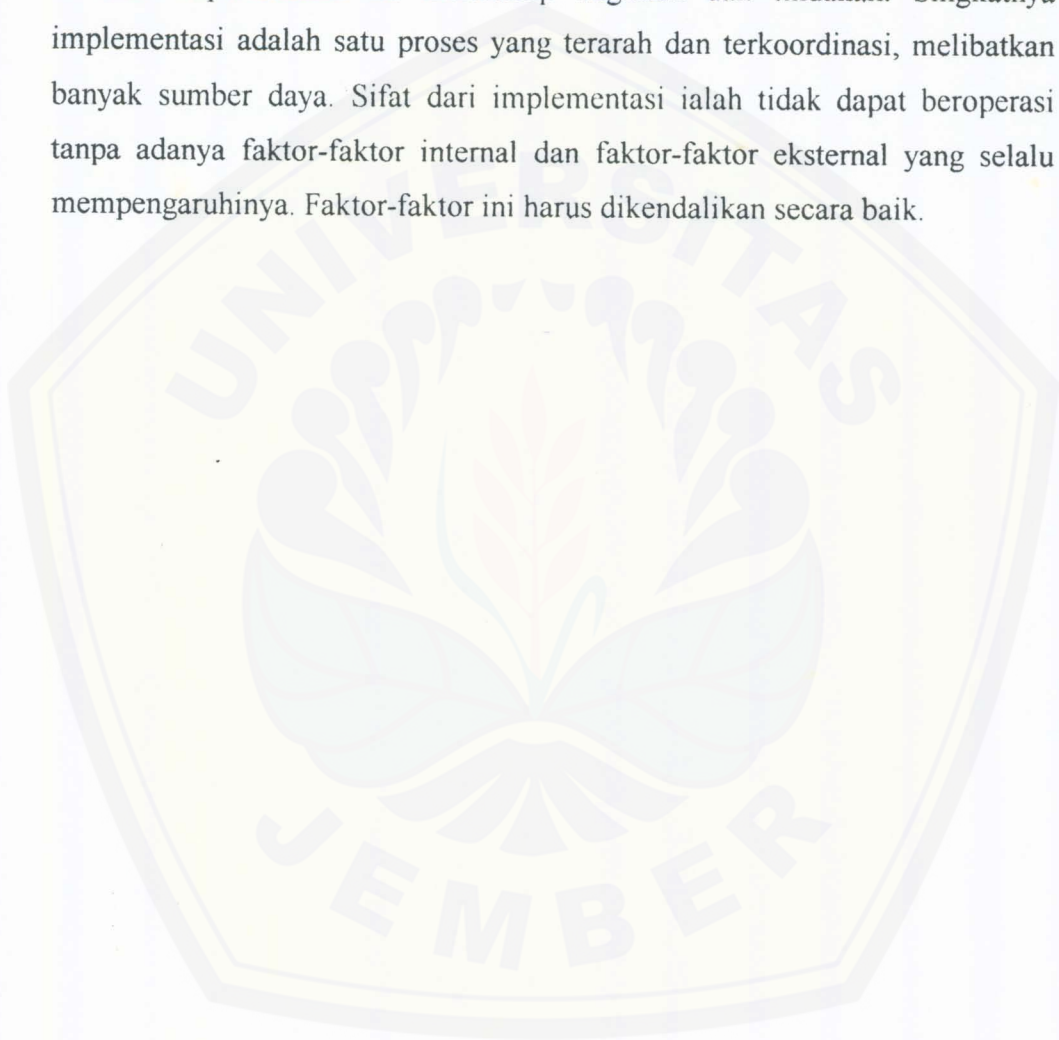 implementasi adalah satu proses yang terarah dan terkoordinasi, melibatkan
banyak sumber daya. Sifat dari implementasi ialah tidak dapat beroperasi
tanpa adanya faktor-faktor internal dan faktor-faktor eksternal yang selalu
mempengaruhinya. Faktor-faktor ini harus dikendalikan secara baik.
UNIVERSITAS
JEMBER